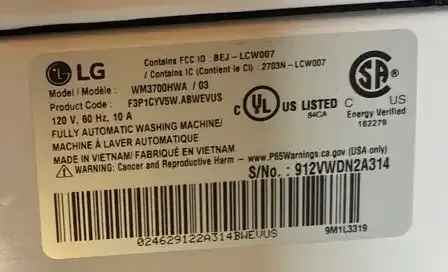 LG
Contains FCC ID : BEJ - LCW007
/ Contains IC (Contient le CI) : 2703N - LCW007
Model / Modèle : WM3700HWA / 03
Product Code : F3P1CYV5W.ABWEVUS
120 V, 60 Hz, 10 A
FULLY AUTOMATIC WASHING MACHINE/
MACHINE À LAVER AUTOMATIQUE
MADE IN VIETNAM/ FABRIQUÉ EN VIETNAM
WARNING: Cancer and Reproductive Harm - www.P65Warnings.ca.gov (USA only)
C UL US LISTED
84CA
SA
C US
Energy Verified
162279
S/No. : 912VWDN2A314
024629122A314BWEVUS
9M1L3319